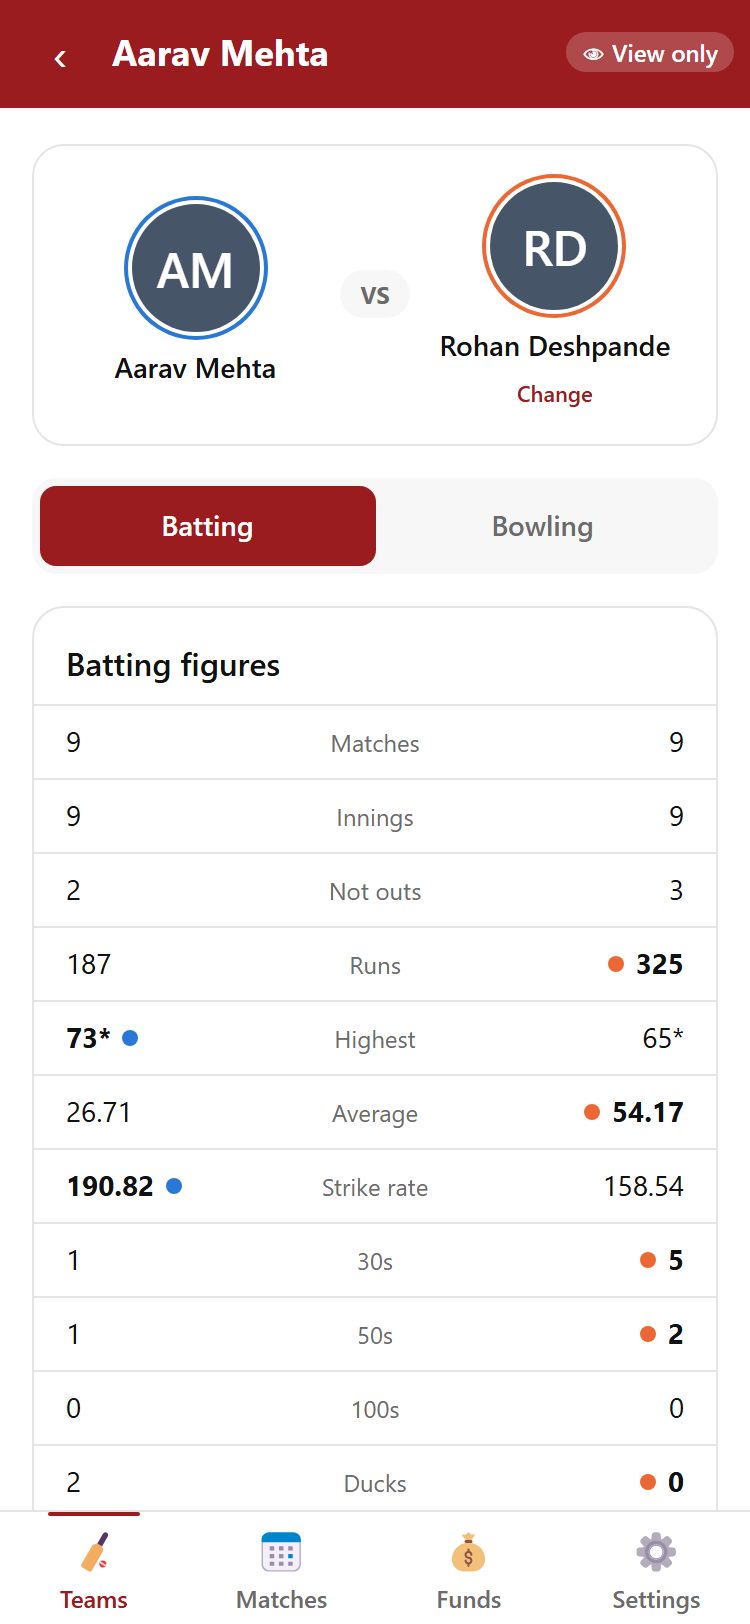 ‹ Aarav Mehta View only
AM
Aarav Mehta
VS
RD
Rohan Deshpande
Change
Batting Bowling
Batting figures
9 Matches 9
9 Innings 9
2 Not outs 3
187 Runs 325
73* Highest 65*
26.71 Average 54.17
190.82 Strike rate 158.54
1 30s 5
1 50s 2
0 100s 0
2 Ducks 0
Teams Matches Funds Settings